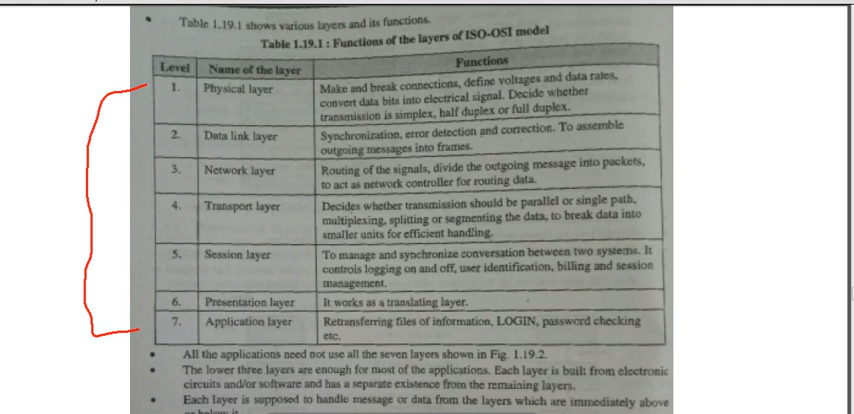 • Table 1.19.1 shows various layers and its functions.
Table 1.19.1 : Functions of the layers of ISO-OSI model
Level Name of the layer Functions
1. Physical layer Make and break connections, define voltages and data rates,
convert data bits into electrical signal. Decide whether
transmission is simplex, half duplex or full duplex.
2. Data link layer Synchronization, error detection and correction. To assemble
outgoing messages into frames.
3. Network layer Routing of the signals, divide the outgoing message into packets,
to act as network controller for routing data.
4. Transport layer Decides whether transmission should be parallel or single path,
multiplexing, splitting or segmenting the data, to break data into
smaller units for efficient handling.
5. Session layer To manage and synchronize conversation between two systems. It
controls logging on and off, user identification, billing and session
management.
6. Presentation layer It works as a translating layer.
7. Application layer Retransferring files of information, LOGIN, password checking
etc.
• All the applications need not use all the seven layers shown in Fig. 1.19.2.
• The lower three layers are enough for most of the applications. Each layer is built from electronic
circuits and/or software and has a separate existence from the remaining layers.
• Each layer is supposed to handle message or data from the layers which are immediately above